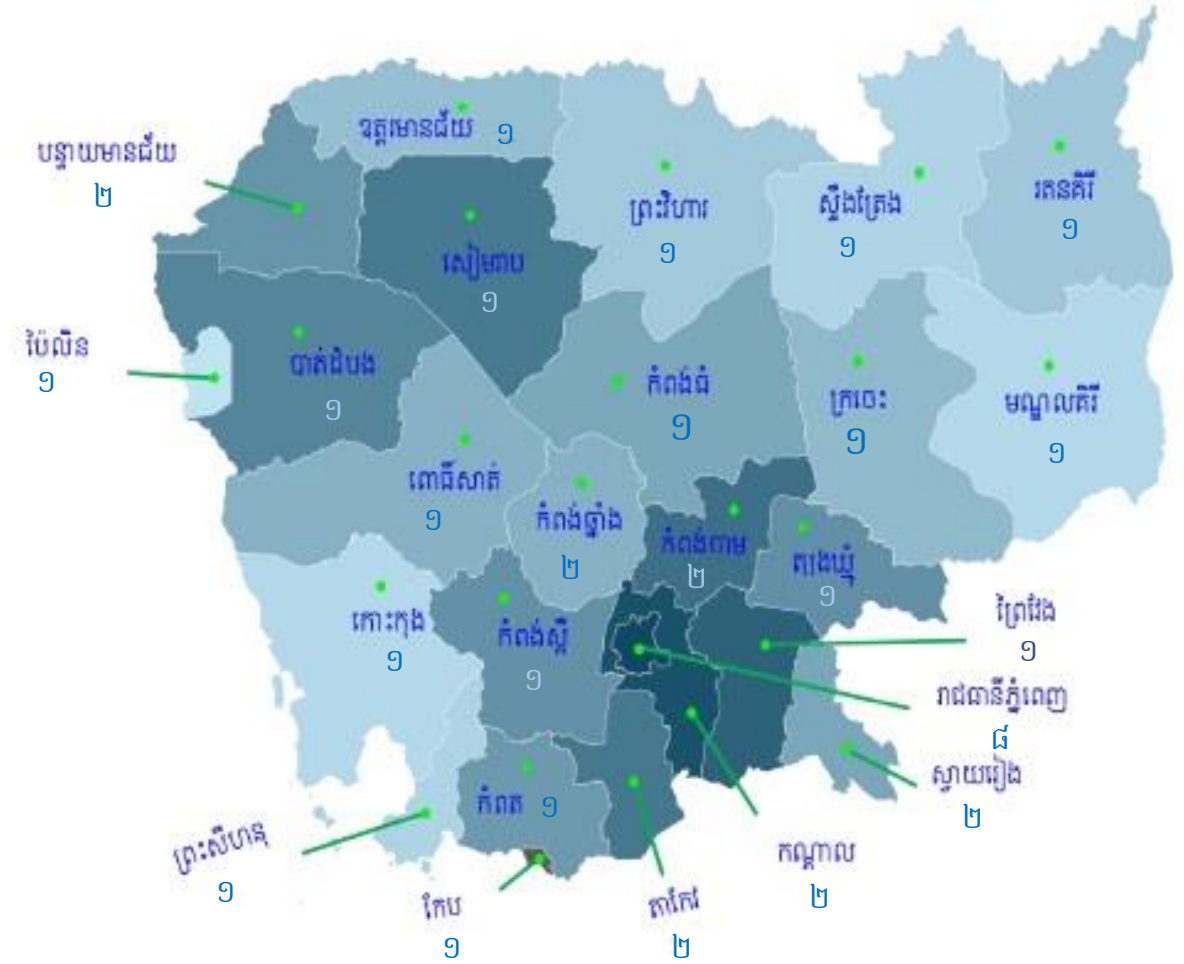 ឧត្តរមានជ័យ ១
បន្ទាយមានជ័យ
២
ព្រះវិហារ
១
ស្ទឹងត្រែង
១
រតនគិរី
១
សៀមរាប
១
ប៉ៃលិន
១
បាត់ដំបង
១
កំពង់ធំ
១
ក្រចេះ
១
មណ្ឌលគិរី
១
ពោធិ៍សាត់
១
កំពង់ឆ្នាំង
២
កំពង់ចាម
២
ត្បូងឃ្មុំ
១
កោះកុង
១
កំពង់ស្ពឺ
១
ព្រៃវែង
១
រាជធានីភ្នំពេញ
៨
ស្វាយរៀង
២
កំពត ១
ព្រះសីហនុ
១
កណ្តាល
២
កែប
១
តាកែវ
២